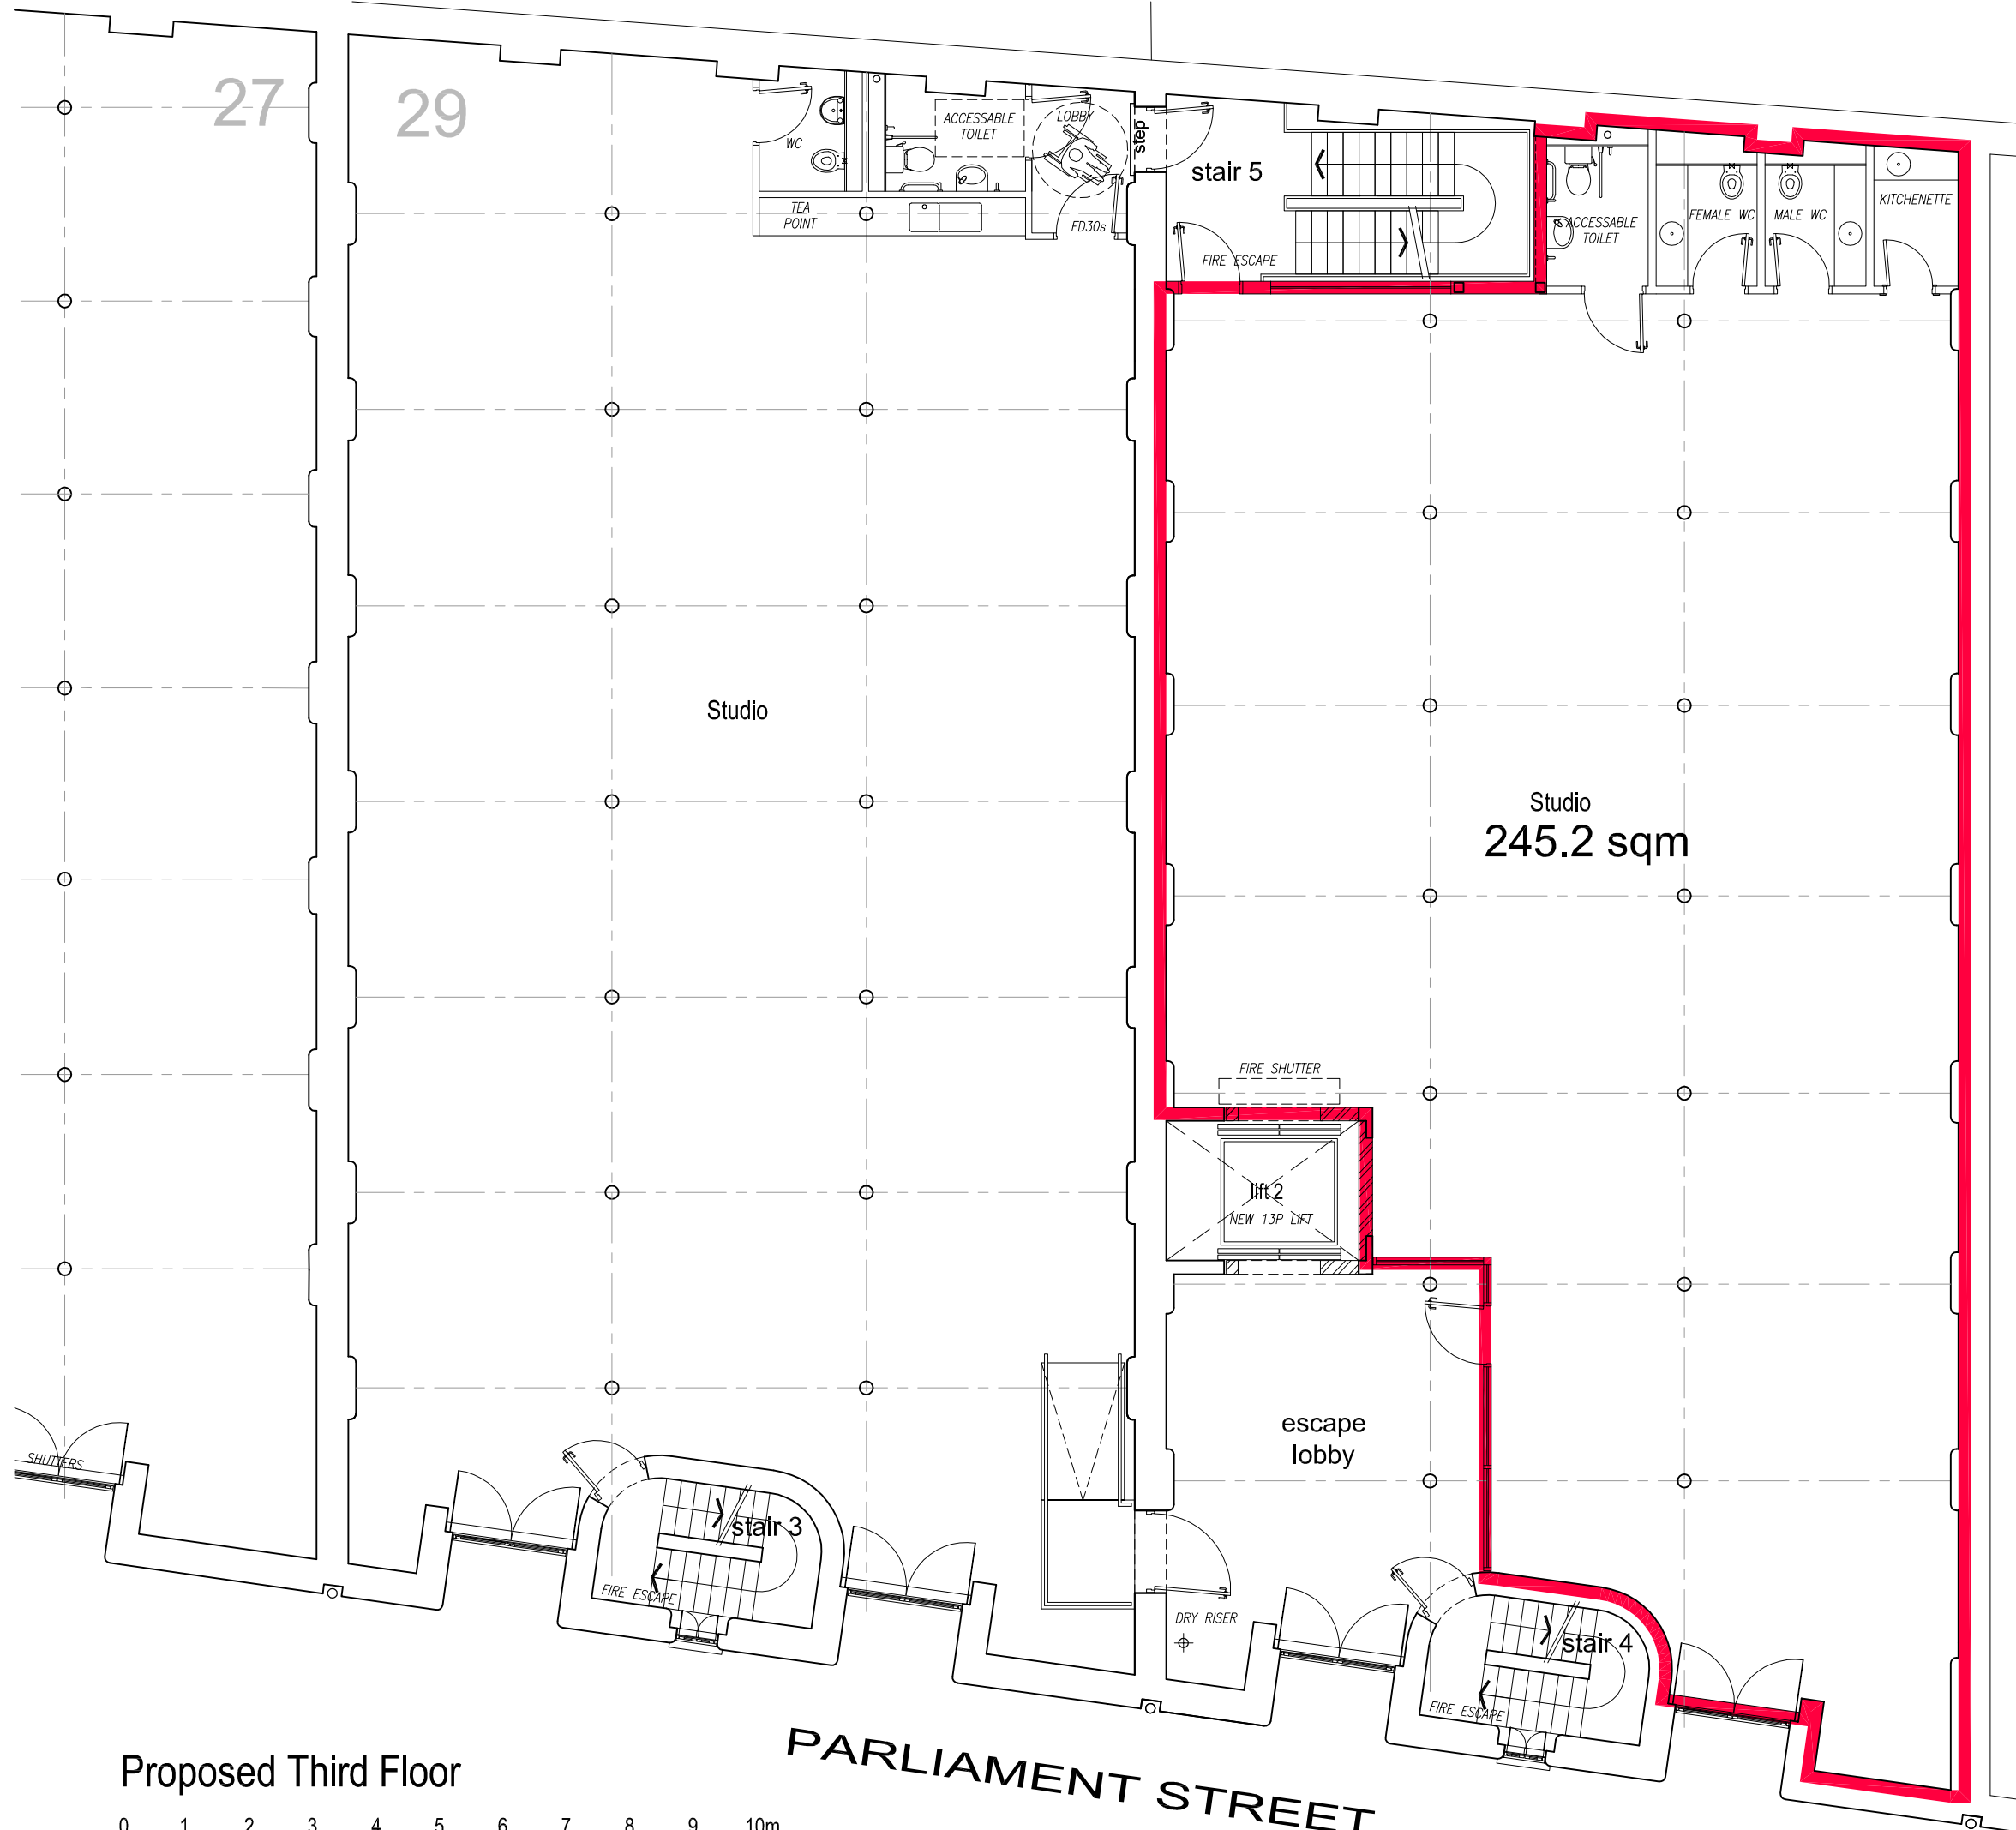 27
29
WC
ACCESSABLE
TOILET
LOBBY
step
stair 5
TEA
POINT
FD30s
FIRE ESCAPE
ACCESSABLE
TOILET
FEMALE WC
MALE WC
KITCHENETTE
Studio
Studio
245.2 sqm
FIRE SHUTTER
lift 2
NEW 13P LIFT
escape
lobby
SHUTTERS
stair 3
FIRE ESCAPE
DRY RISER
stair 4
FIRE ESCAPE
PARLIAMENT STREET
Proposed Third Floor
0 1 2 3 4 5 6 7 8 9 10m